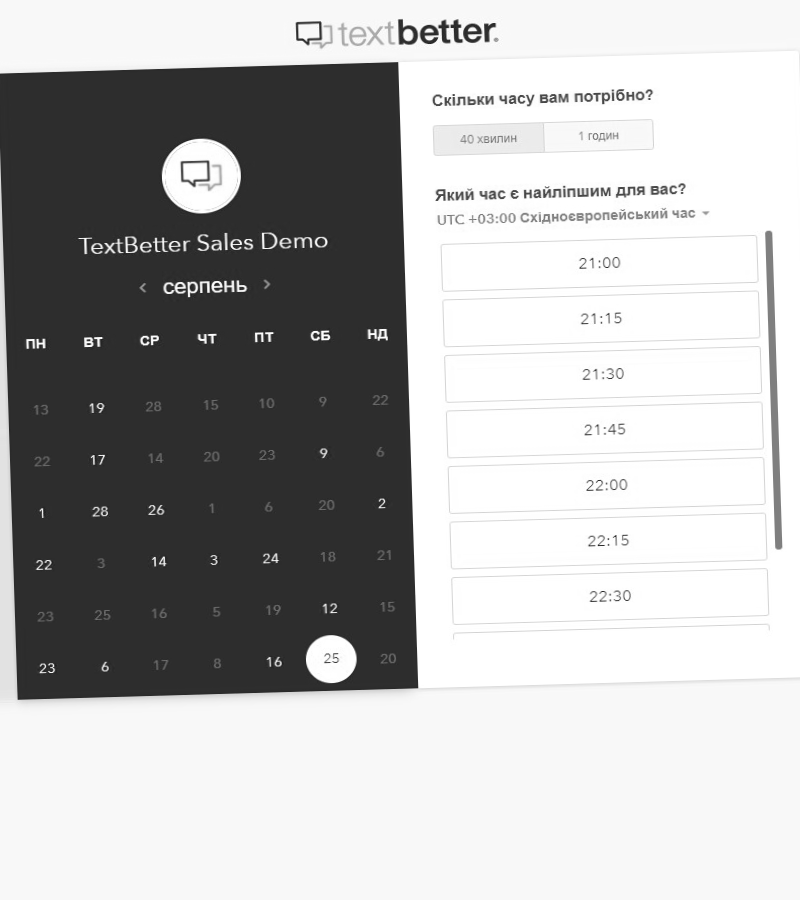 textbetter.
TextBetter Sales Demo
серпень
ПН ВТ СР ЧТ ПТ СБ НД
13 19 28 15 10 9 22
22 17 14 20 23 9 6
1 28 26 1 6 20 2
22 3 14 3 24 18 21
23 25 16 5 19 12 15
23 6 17 8 16 25 20
Скільки часу вам потрібно?
40 хвилин 1 годин
Який час є найліпшим для вас?
UTC +03:00 Східноєвропейський час
21:00
21:15
21:30
21:45
22:00
22:15
22:30